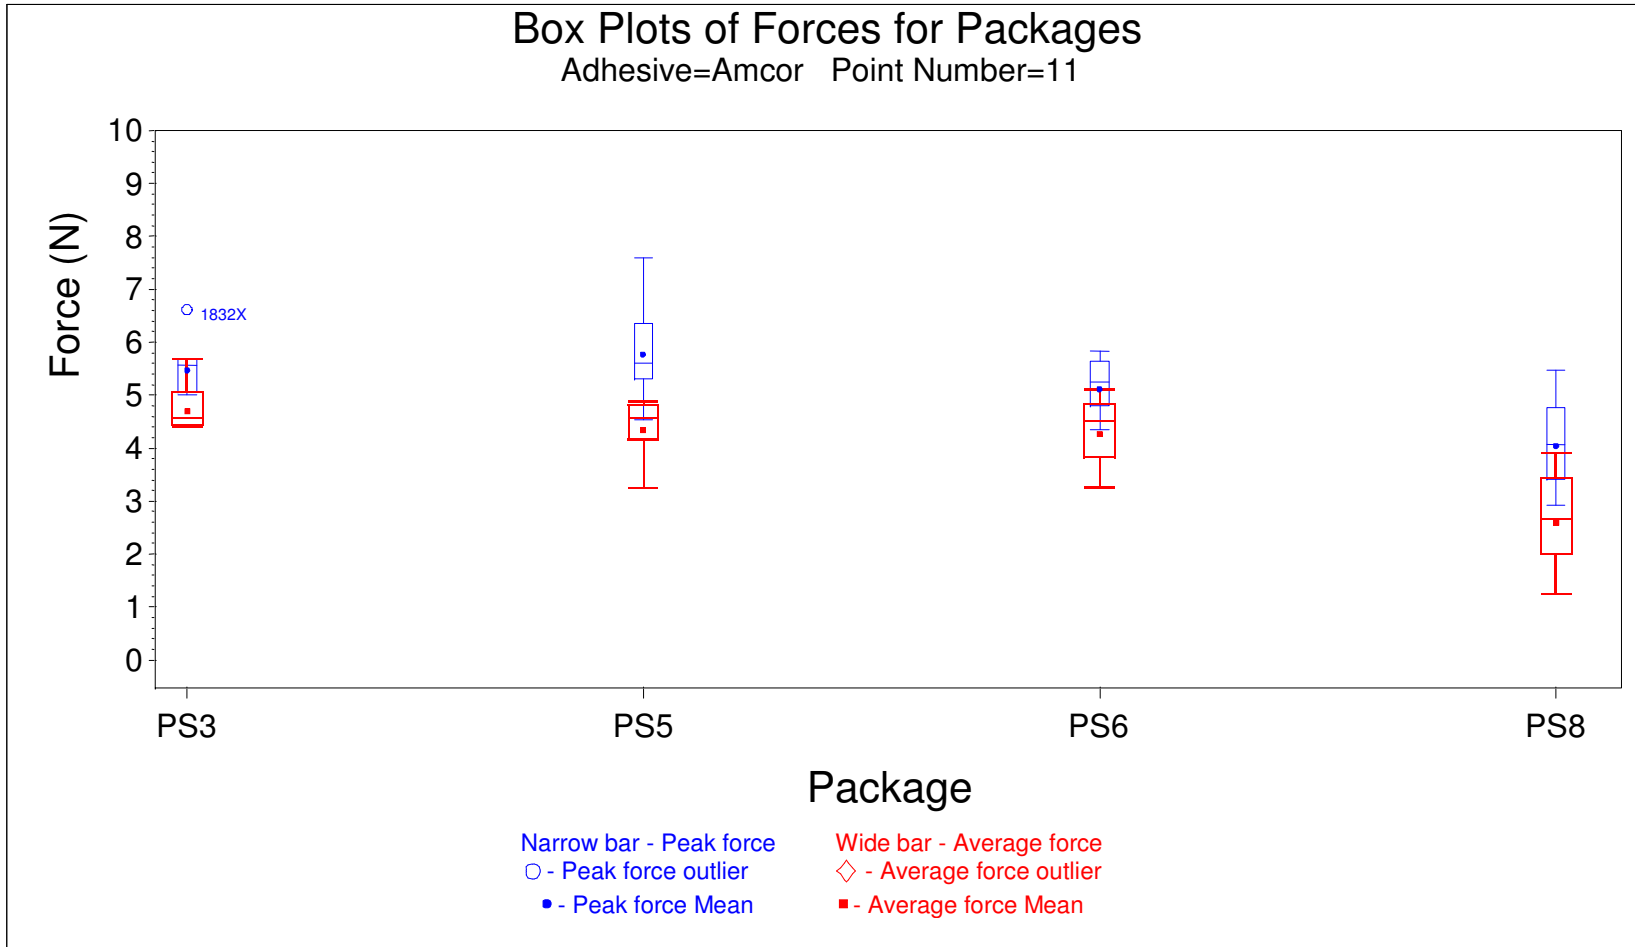 Box Plots of Forces for Packages
Adhesive=Amcor Point Number=11
10
9
8
7
6
5
4
3
2
1
0
Force (N)
1832X
PS3 PS5 PS6 PS8
Package
Narrow bar - Peak force Wide bar - Average force
- Peak force outlier - Average force outlier
- Peak force Mean - Average force Mean